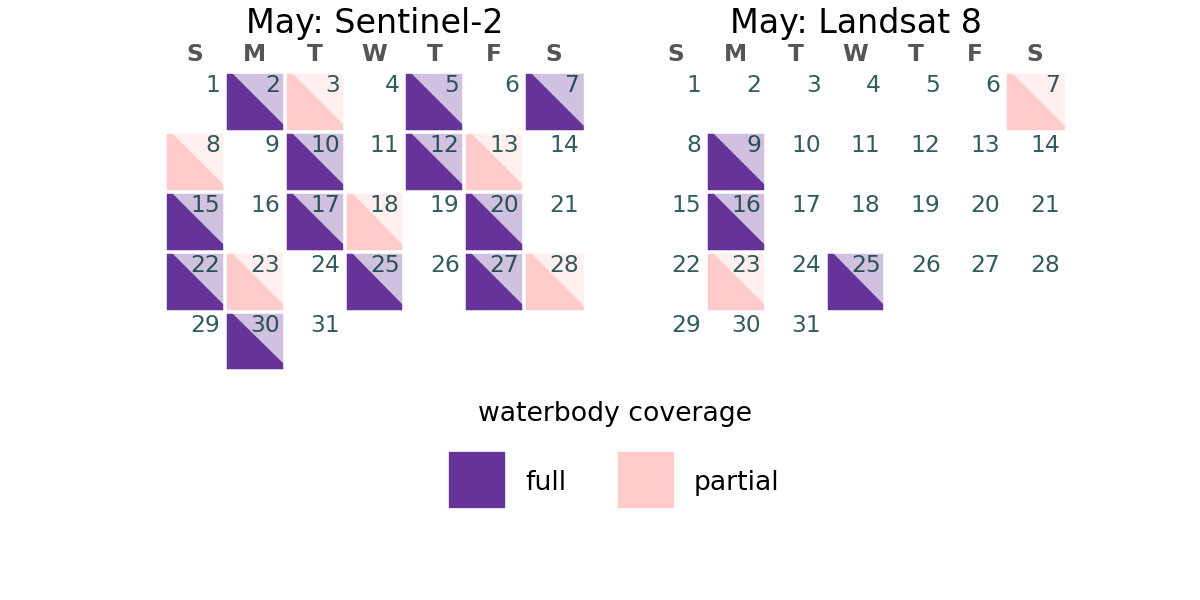 May: Sentinel-2
S M T W T F S
1 2 3 4 5 6 7
8 9 10 11 12 13 14
15 16 17 18 19 20 21
22 23 24 25 26 27 28
29 30 31
May: Landsat 8
S M T W T F S
1 2 3 4 5 6 7
8 9 10 11 12 13 14
15 16 17 18 19 20 21
22 23 24 25 26 27 28
29 30 31
waterbody coverage
full
partial